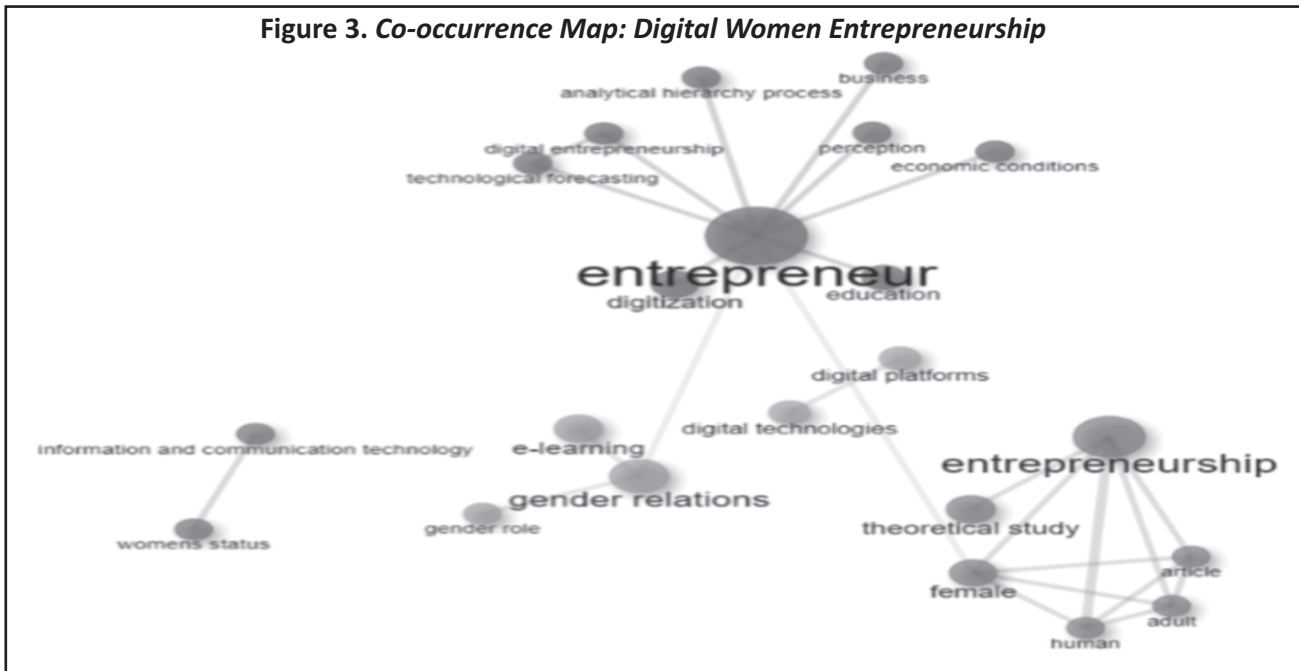 Figure 3. Co-occurrence Map: Digital Women Entrepreneurship
business
analytical hierarchy process
digital entrepreneurship
perception
economic conditions
technological forecasting
entrepreneur
digitization
education
digital platforms
digital technologies
information and communication technology
e-learning
entrepreneurship
gender relations
gender role
theoretical study
womens status
article
female
adult
human